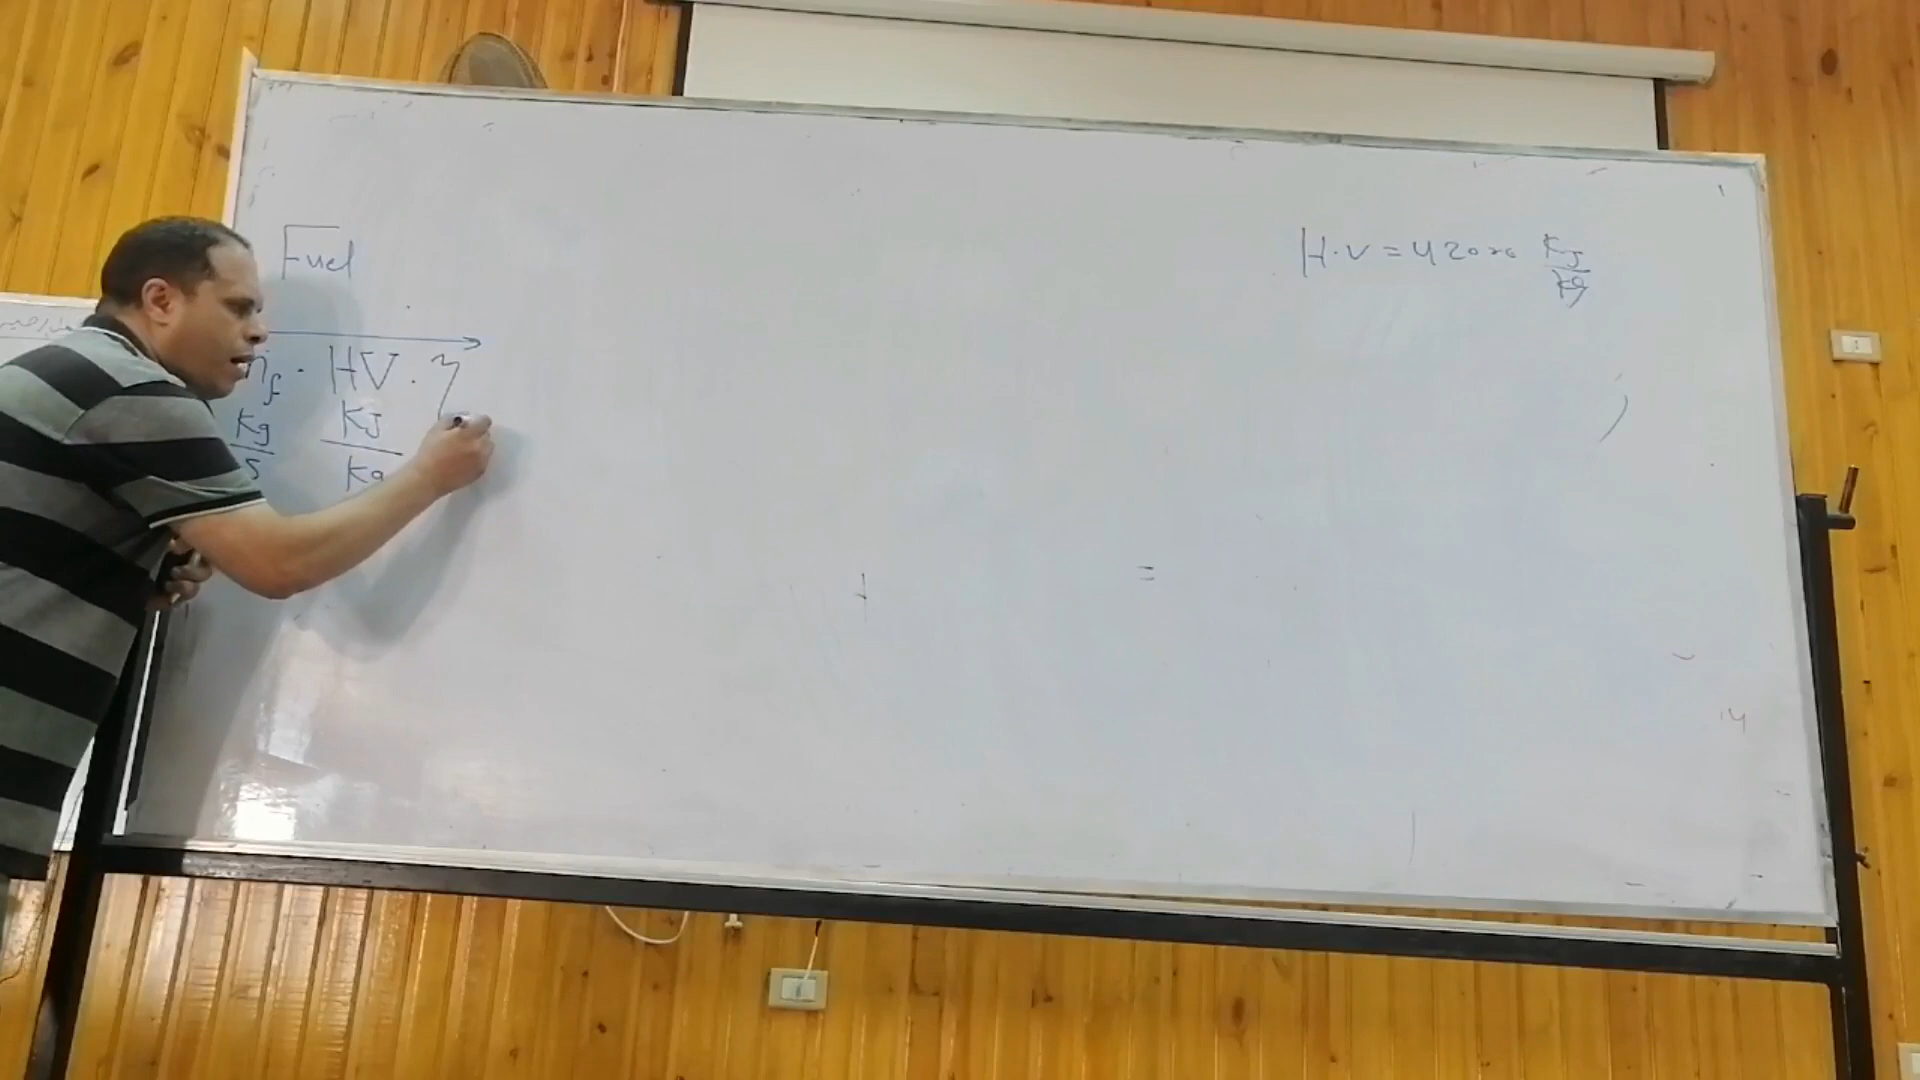 Fuel
H.V = 42000 KJ/kg
ṁf . HV . η
Kg/s KJ/Kg
=